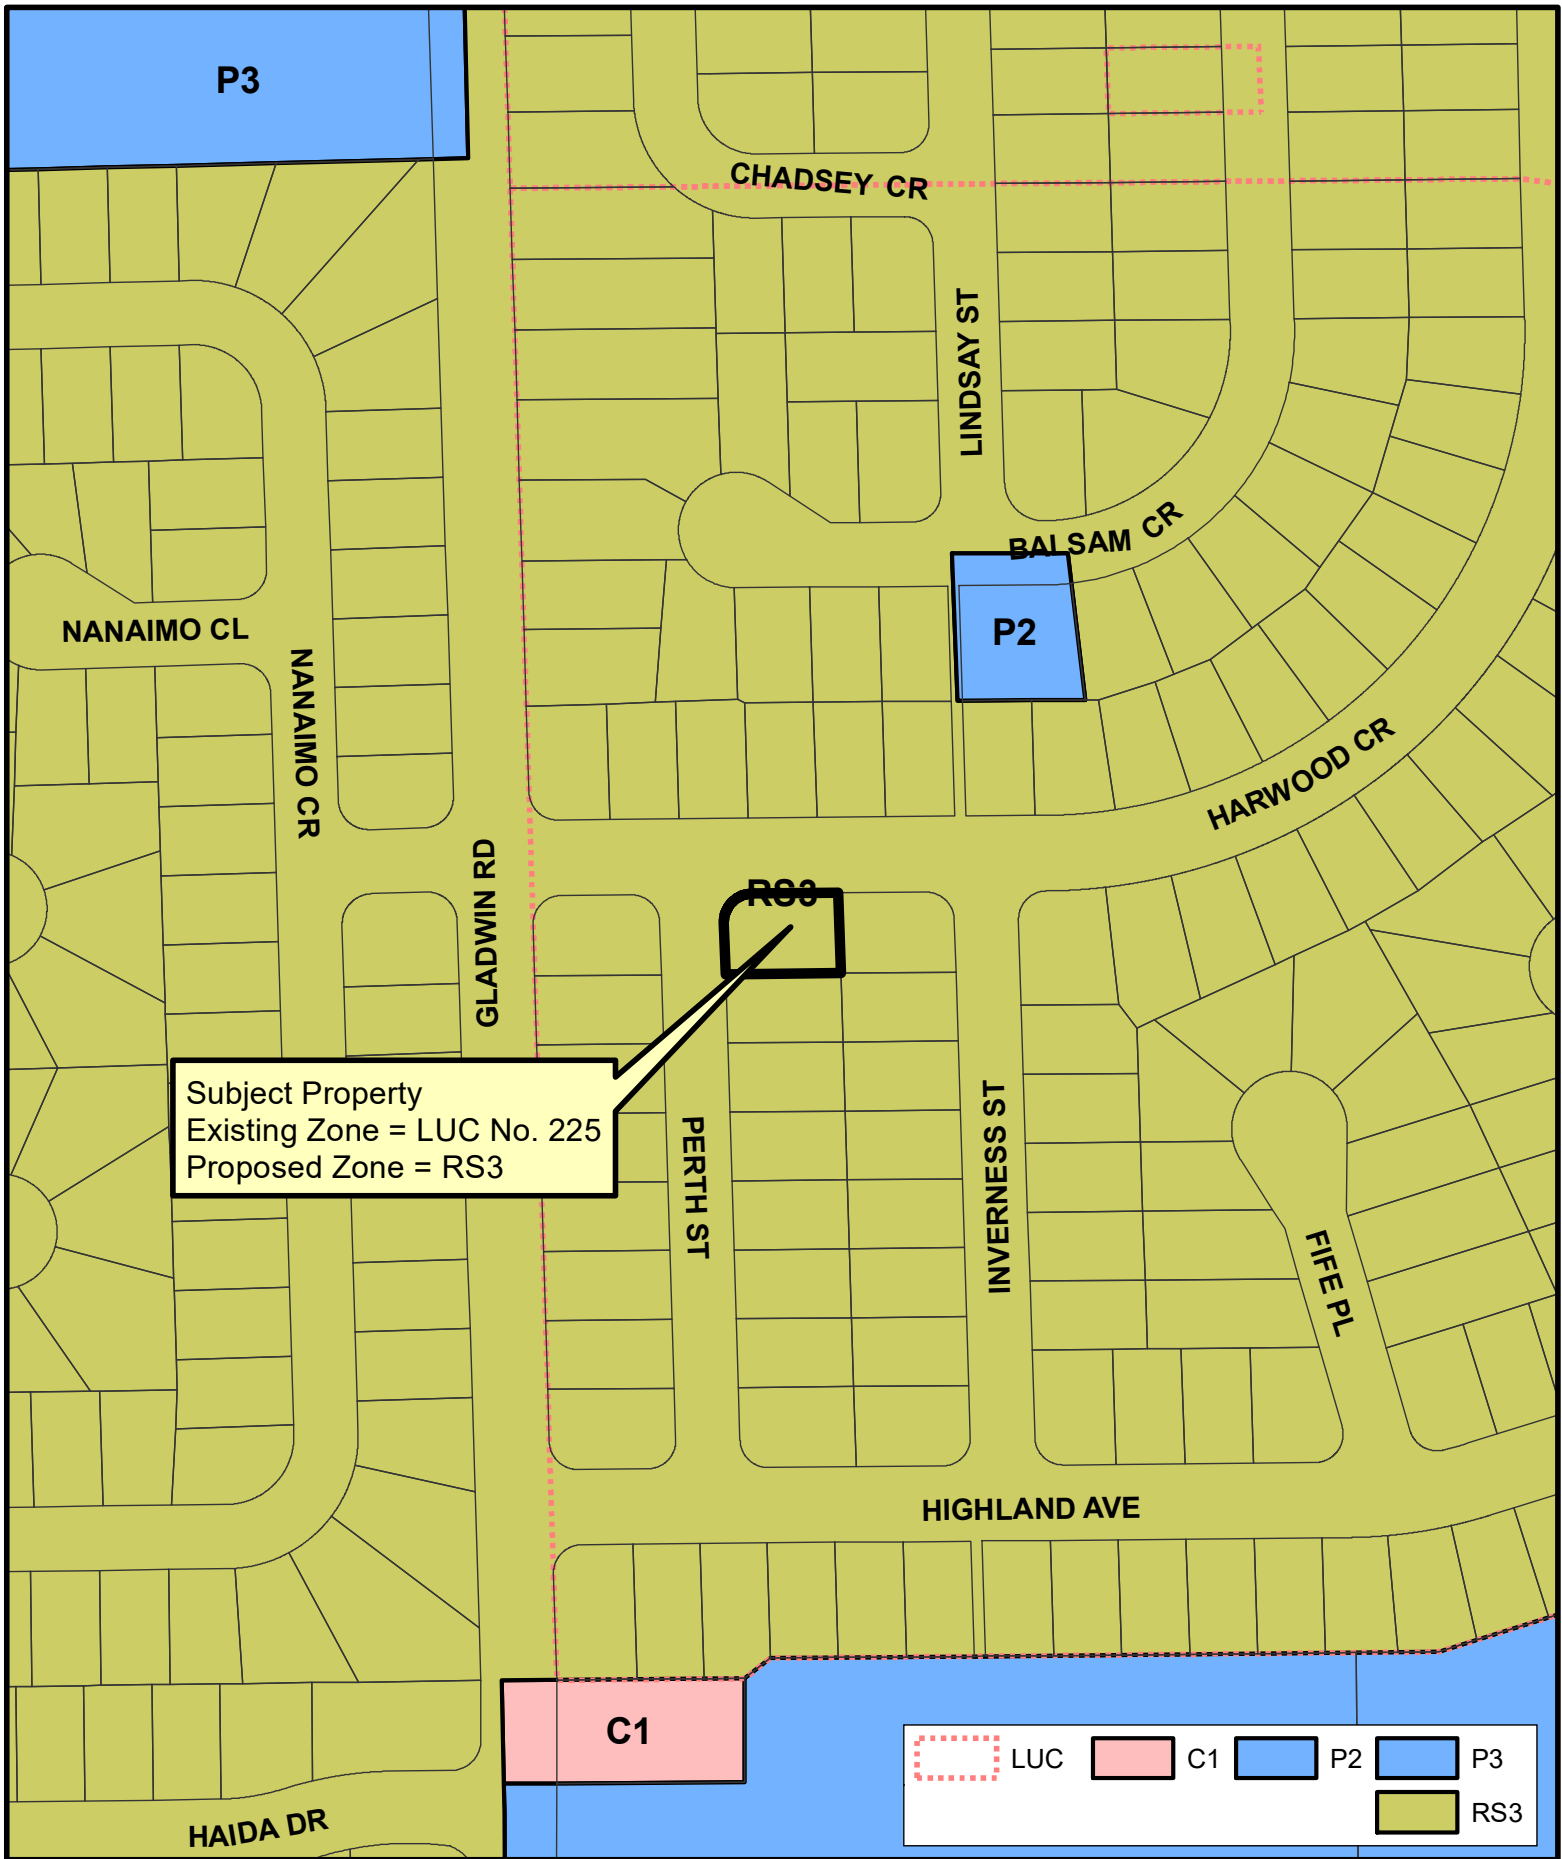 P3
CHADSEY CR
LINDSAY ST
BALSAM CR
P2
NANAIMO CL
NANAIMO CR
HARWOOD CR
GLADWIN RD
RS3
Subject Property
Existing Zone = LUC No. 225
Proposed Zone = RS3
PERTH ST
INVERNESS ST
FIFE PL
HIGHLAND AVE
C1
HAIDA DR
LUC C1 P2 P3
RS3